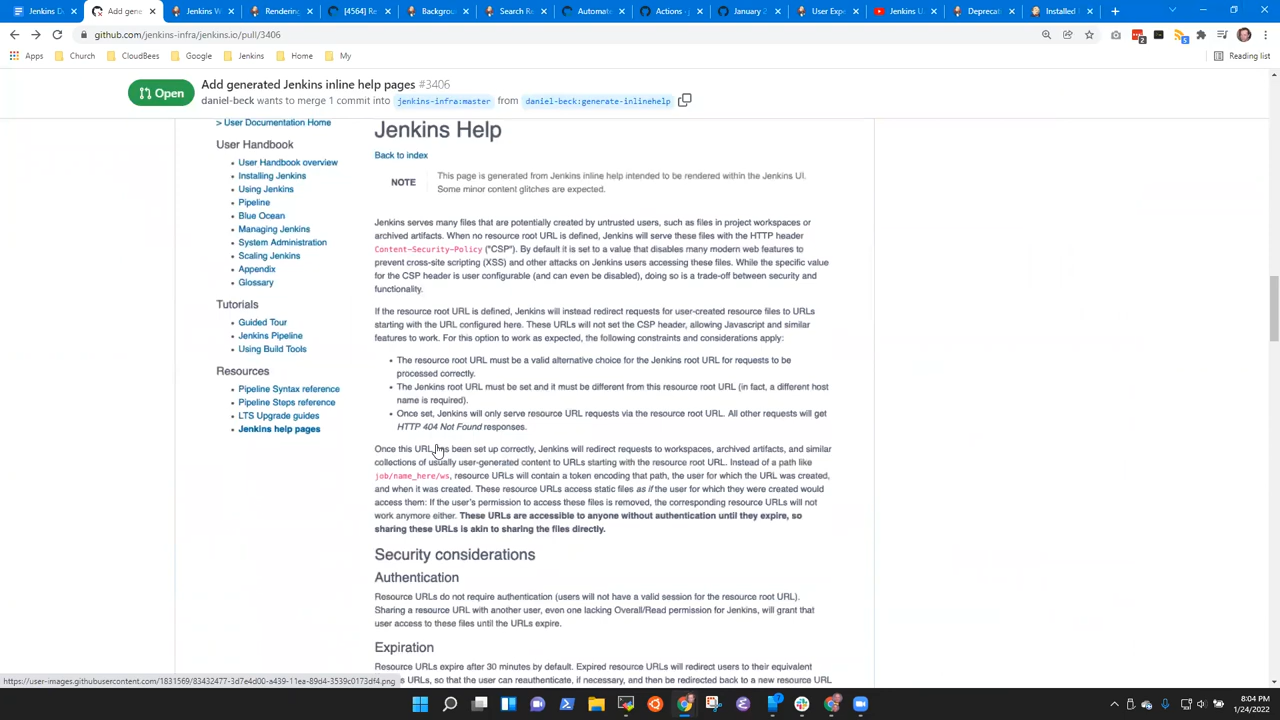 Jenkins D
Add gene
Jenkins W
Rendering
[4564] Re
Backgrou
Search Re
Automate
Actions · j
January 2
User Expe
Jenkins U
Deprecat
Installed
github.com/jenkins-infra/jenkins.io/pull/3406
Apps
Church
CloudBees
Google
Jenkins
Home
My
Reading list
Open
Add generated Jenkins inline help pages #3406
daniel-beck wants to merge 1 commit into jenkins-infra:master from daniel-beck:generate-inlinehelp
> User Documentation Home
User Handbook
User Handbook overview
Installing Jenkins
Using Jenkins
Pipeline
Blue Ocean
Managing Jenkins
System Administration
Scaling Jenkins
Appendix
Glossary
Tutorials
Guided Tour
Jenkins Pipeline
Using Build Tools
Resources
Pipeline Syntax reference
Pipeline Steps reference
LTS Upgrade guides
Jenkins help pages
Jenkins Help
Back to index
NOTE
This page is generated from Jenkins inline help intended to be rendered within the Jenkins UI.
Some minor content glitches are expected.
Jenkins serves many files that are potentially created by untrusted users, such as files in project workspaces or
archived artifacts. When no resource root URL is defined, Jenkins will serve these files with the HTTP header
Content-Security-Policy ("CSP"). By default it is set to a value that disables many modern web features to
prevent cross-site scripting (XSS) and other attacks on Jenkins users accessing these files. While the specific value
for the CSP header is user configurable (and can even be disabled), doing so is a trade-off between security and
functionality.
If the resource root URL is defined, Jenkins will instead redirect requests for user-created resource files to URLs
starting with the URL configured here. These URLs will not set the CSP header, allowing Javascript and similar
features to work. For this option to work as expected, the following constraints and considerations apply:
The resource root URL must be a valid alternative choice for the Jenkins root URL for requests to be
processed correctly.
The Jenkins root URL must be set and it must be different from this resource root URL (in fact, a different host
name is required).
Once set, Jenkins will only serve resource URL requests via the resource root URL. All other requests will get
HTTP 404 Not Found responses.
Once this URL has been set up correctly, Jenkins will redirect requests to workspaces, archived artifacts, and similar
collections of usually user-generated content to URLs starting with the resource root URL. Instead of a path like
job/name_here/ws, resource URLs will contain a token encoding that path, the user for which the URL was created,
and when it was created. These resource URLs access static files as if the user for which they were created would
access them: If the user's permission to access these files is removed, the corresponding resource URLs will not
work anymore either. These URLs are accessible to anyone without authentication until they expire, so
sharing these URLs is akin to sharing the files directly.
Security considerations
Authentication
Resource URLs do not require authentication (users will not have a valid session for the resource root URL).
Sharing a resource URL with another user, even one lacking Overall/Read permission for Jenkins, will grant that
user access to these files until the URLs expire.
Expiration
Resource URLs expire after 30 minutes by default. Expired resource URLs will redirect users to their equivalent
URLs, so that the user can reauthenticate, if necessary, and then be redirected back to a new resource URL
https://user-images.githubusercontent.com/1831569/83432477-3d7e4d00-a439-11ea-89d4-3539c0173df4.png
8:04 PM
1/24/2022